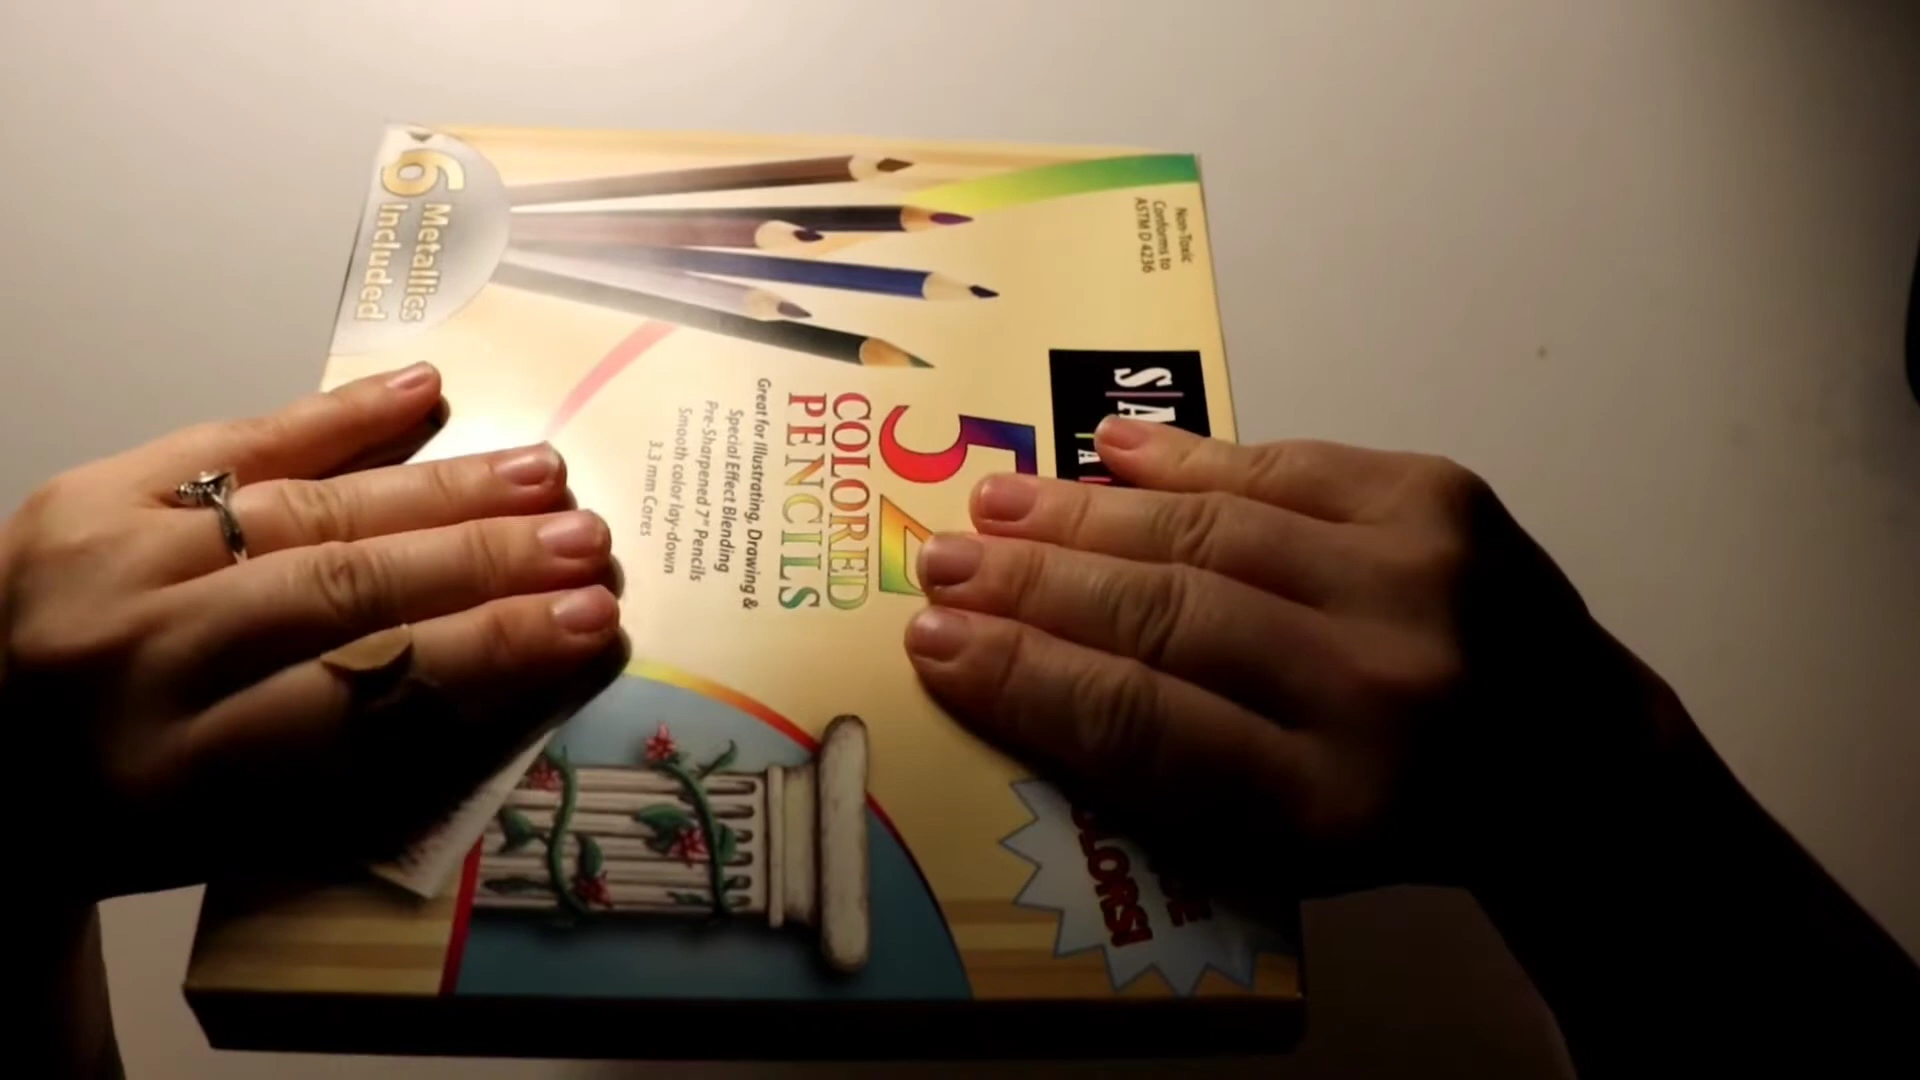 6
Metallics
Included
Non-Toxic
Conforms to
ASTM D 4236
52
COLORED
PENCILS
Great for Illustrating, Drawing &
Special Effect Blending
Pre-Sharpened 7" Pencils
Smooth color lay-down
3.3 mm Cores